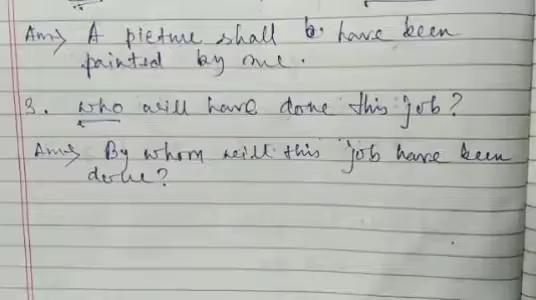 Ans) A picture shall b. have been
painted by me.
3. who will have done this job?
Ans) By whom will this job have been
done?